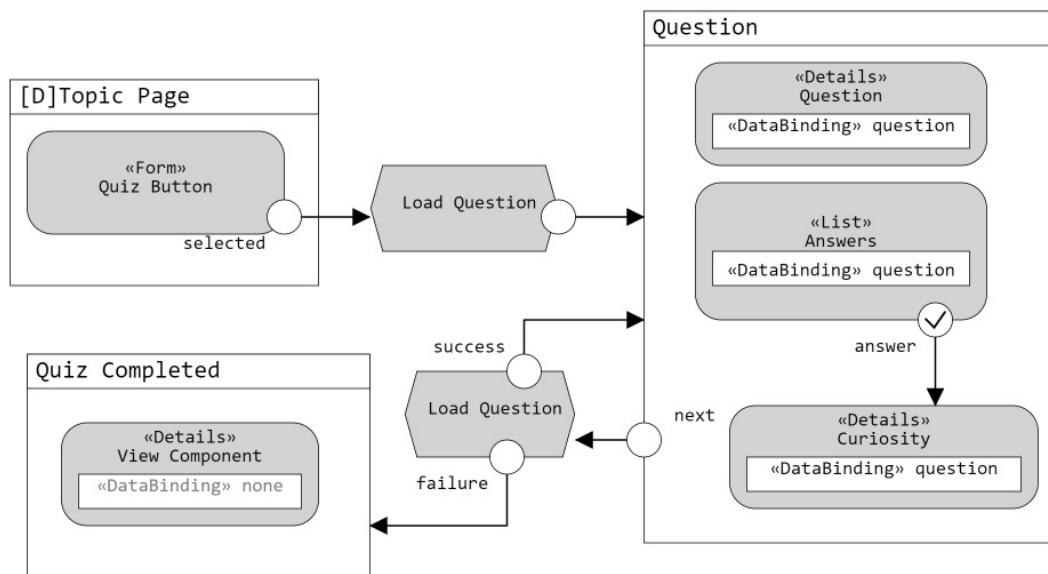 [D]Topic Page
«Form»
Quiz Button
selected
Load Question
Question
«Details»
Question
«DataBinding» question
«List»
Answers
«DataBinding» question
answer
«Details»
Curiosity
«DataBinding» question
next
success
Load Question
failure
Quiz Completed
«Details»
View Component
«DataBinding» none